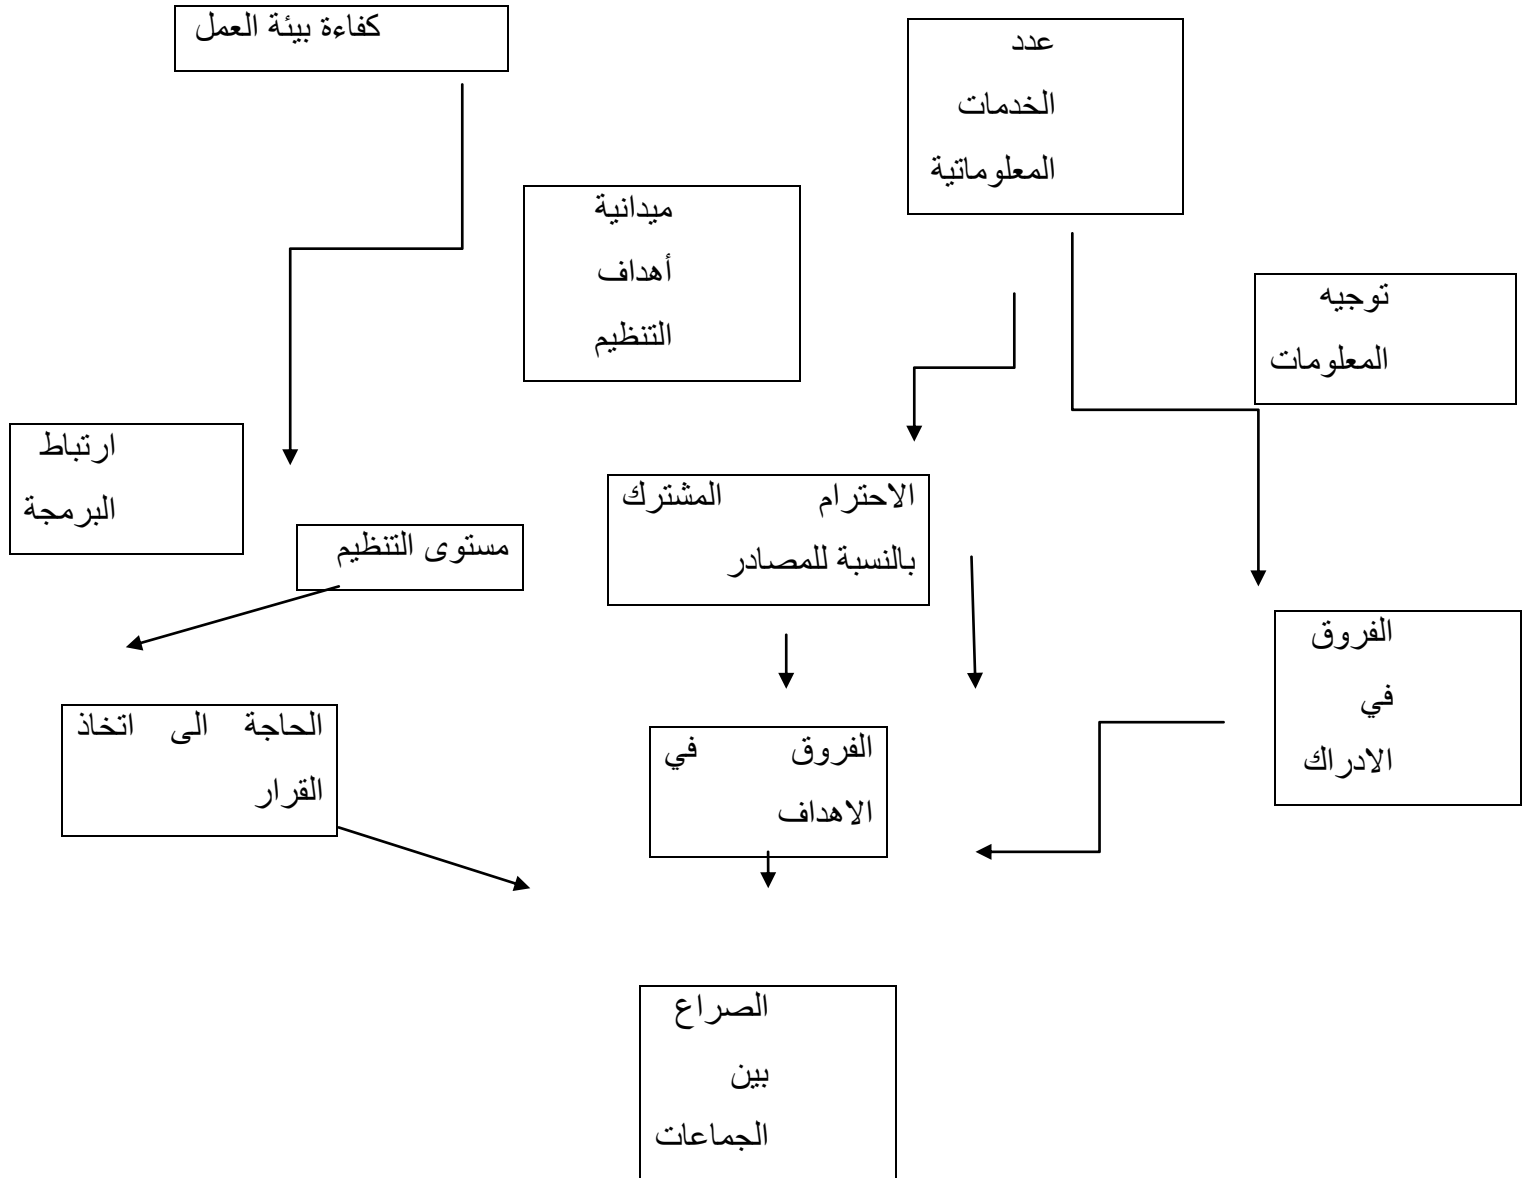 كفاءة بيئة العمل
عدد
الخدمات
المعلوماتية
ميدانية
أهداف
التنظيم
توجيه
المعلومات
ارتباط
البرمجة
مستوى التنظيم
الاحترام المشترك
بالنسبة للمصادر
الفروق
في
الادراك
الحاجة الى اتخاذ
القرار
الفروق في
الاهداف
الصراع
بين
الجماعات